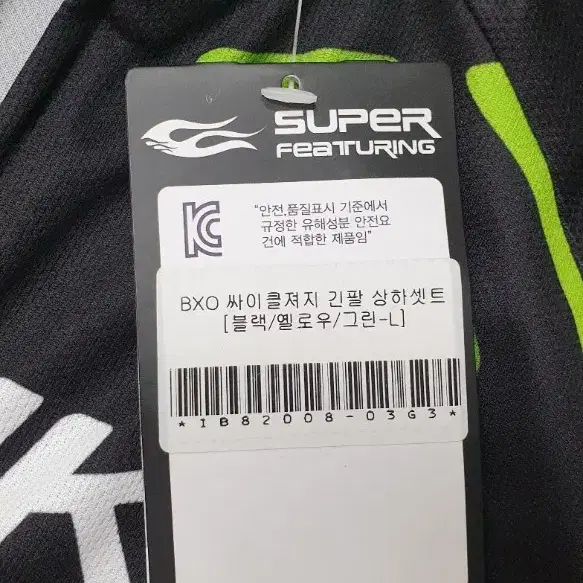 SUPER
FeaTURING
"안전.품질표시 기준에서
규정한 유해성분 안전요
건에 적합한 제품임"
BXO 싸이클져지 긴팔 상하셋트
[블랙/옐로우/그린-L]
*IB82008-03G3*